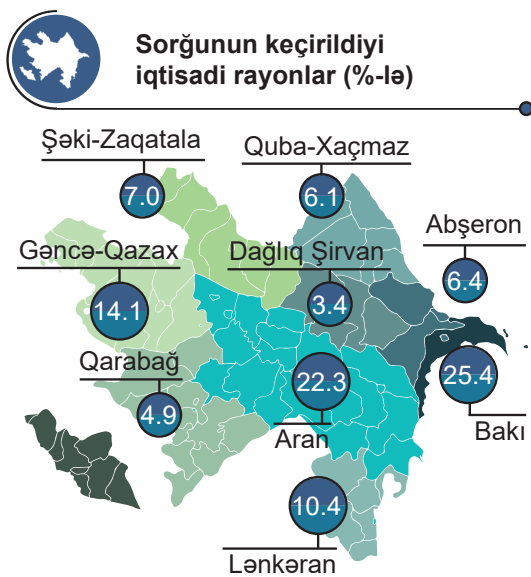 Sorğunun keçirildiyi
iqtisadi rayonlar (%-lə)
Şəki-Zaqatala
7.0
Quba-Xaçmaz
6.1
Abşeron
6.4
Gəncə-Qazax
14.1
Dağlıq Şirvan
3.4
Qarabağ
4.9
22.3
Aran
25.4
Bakı
10.4
Lənkəran